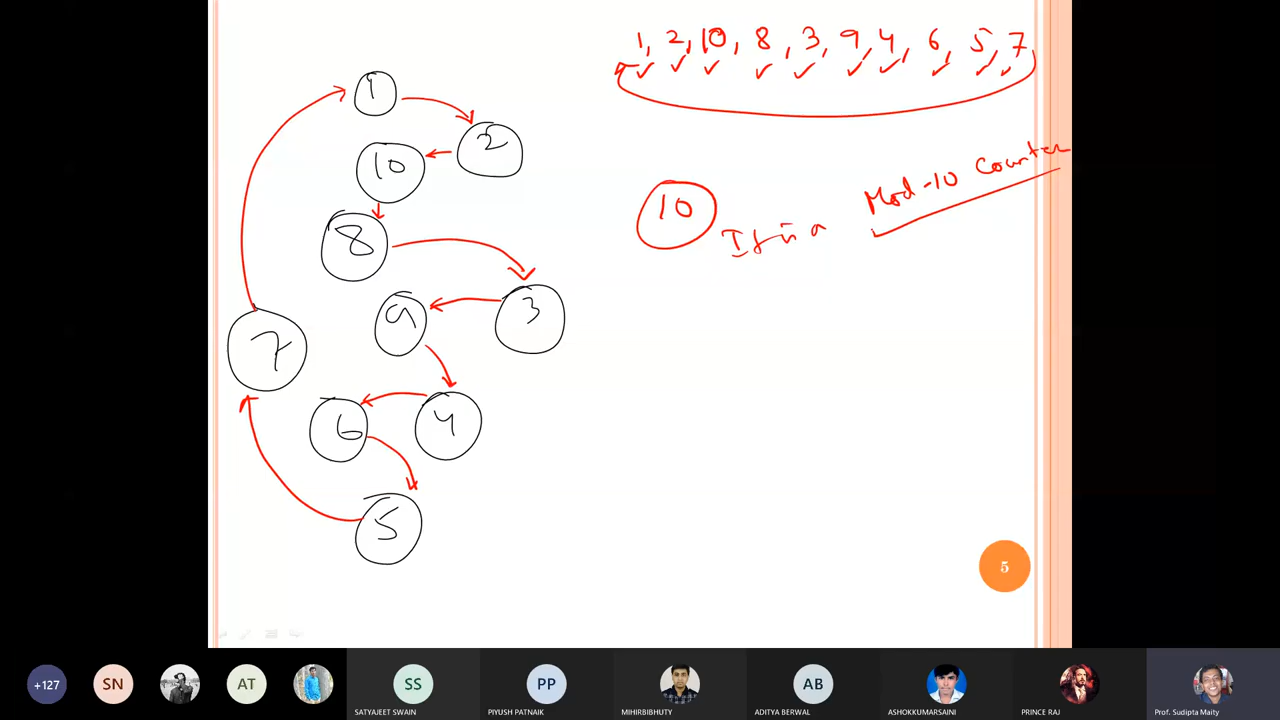 1, 2, 10, 8, 3, 9, 4, 6, 5, 7
1
2
10
8
3
9
7
6
4
5
10 It is a Mod-10 Counter
5
+127
SN
AT
SS
PP
AB
SATYAJEET SWAIN
PIYUSH PATNAIK
MIHIRBIBHUTY
ADITYA BERWAL
ASHOKKUMARSAINI
PRINCE RAJ
Prof. Sudipta Maity